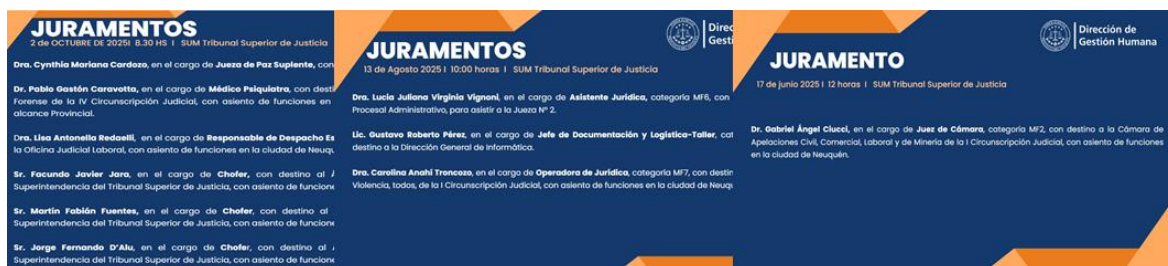 JURAMENTOS
2 de OCTUBRE DE 2025I 8.30 HS I SUM Tribunal Superior de Justicia
Dra. Cynthia Mariana Cardozo, en el cargo de Jueza de Paz Suplente, con
Dr. Pablo Gastón Caravotta, en el cargo de Médico Psiquiatra, con desti
Forense de la IV Circunscripción Judicial, con asiento de funciones en
alcance Provincial.
Dra. Lisa Antonella Redaelli, en el cargo de Responsable de Despacho Es
la Oficina Judicial Laboral, con asiento de funciones en la ciudad de Neuqu
Sr. Facundo Javier Jara, en el cargo de Chofer, con destino al
Superintendencia del Tribunal Superior de Justicia, con asiento de funcione
Sr. Martín Fabián Fuentes, en el cargo de Chofer, con destino al
Superintendencia del Tribunal Superior de Justicia, con asiento de funcione
Sr. Jorge Fernando D'Alu, en el cargo de Chofer, con destino al
Superintendencia del Tribunal Superior de Justicia, con asiento de funcione
Direc
Gesti
JURAMENTOS
13 de Agosto 2025 I 10:00 horas I SUM Tribunal Superior de Justicia
Dra. Lucía Juliana Virginia Vignoni, en el cargo de Asistente Jurídica, categoría MF6, con
Procesal Administrativo, para asistir a la Jueza N° 2.
Lic. Gustavo Roberto Pérez, en el cargo de Jefe de Documentación y Logística-Taller, cat
destino a la Dirección General de Informática.
Dra. Carolina Anahí Troncozo, en el cargo de Operadora de Jurídica, categoría MF7, con destin
Violencia, todos, de la I Circunscripción Judicial, con asiento de funciones en la ciudad de Neuqu
Dirección de
Gestión Humana
JURAMENTO
17 de junio 2025 I 12 horas I SUM Tribunal Superior de Justicia
Dr. Gabriel Ángel Ciucci, en el cargo de Juez de Cámara, categoría MF2, con destino a la Cámara de
Apelaciones Civil, Comercial, Laboral y de Minería de la I Circunscripción Judicial, con asiento de funciones
en la ciudad de Neuquén.